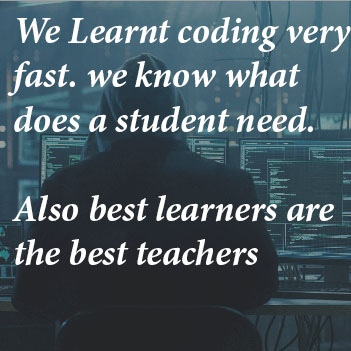 We Learnt coding very
fast. we know what
does a student need.
Also best learners are
the best teachers